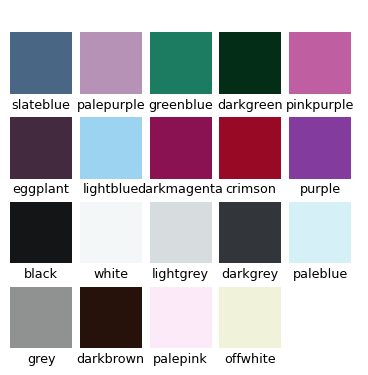 slateblue palepurple greenblue darkgreen pinkpurple
eggplant lightblue darkmagenta crimson purple
black white lightgrey darkgrey paleblue
grey darkbrown palepink offwhite